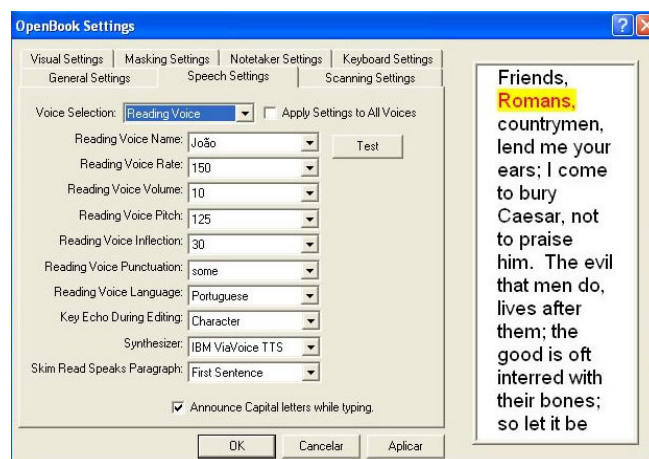 OpenBook Settings
Visual Settings Masking Settings Notetaker Settings Keyboard Settings
General Settings Speech Settings Scanning Settings
Voice Selection: Reading Voice Apply Settings to All Voices
Reading Voice Name: João Test
Reading Voice Rate: 150
Reading Voice Volume: 10
Reading Voice Pitch: 125
Reading Voice Inflection: 30
Reading Voice Punctuation: some
Reading Voice Language: Portuguese
Key Echo During Editing: Character
Synthesizer: IBM ViaVoice TTS
Skim Read Speaks Paragraph: First Sentence
Announce Capital letters while typing.
OK Cancelar Aplicar
Friends,
Romans,
countrymen,
lend me your
ears; I come
to bury
Caesar, not
to praise
him. The evil
that men do,
lives after
them; the
good is oft
interred with
their bones;
so let it be